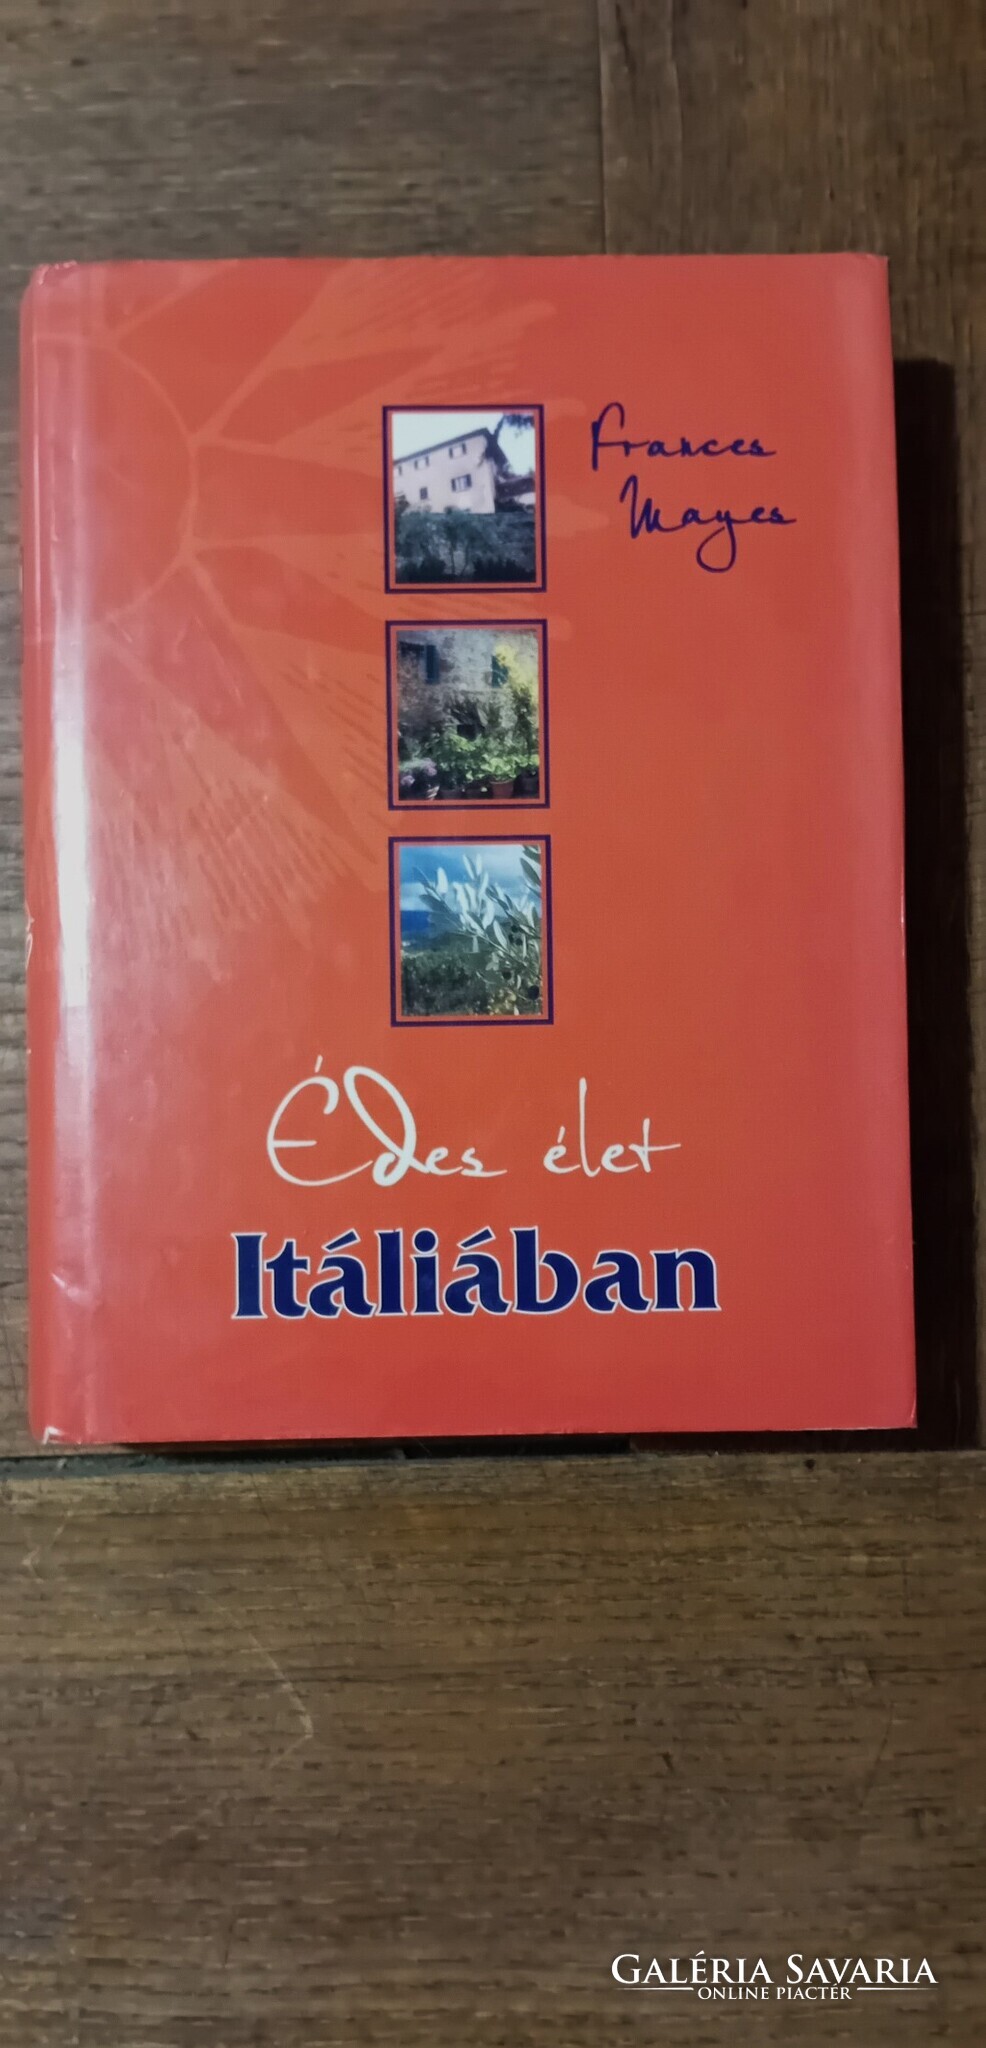 Frances
Mayes
Édes élet
Itáliában
GALÉRIA SAVARIA
ONLINE PIACTÉR